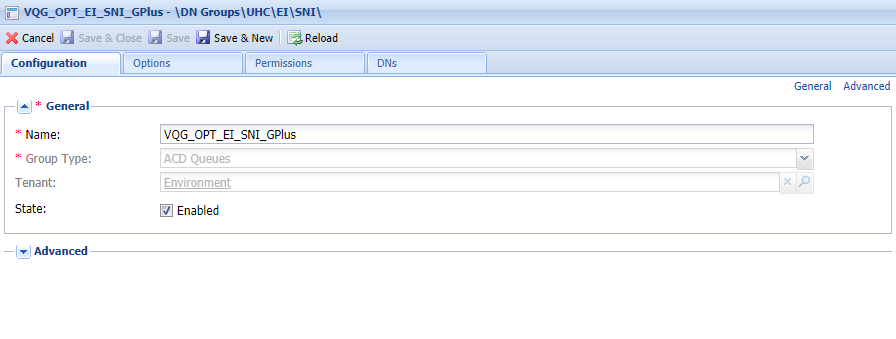 VQG_OPT_EI_SNI_GPlus - \DN Groups\UHC\EI\SNI\
Cancel Save & Close Save Save & New Reload
Configuration Options Permissions DNs
General Advanced
* General
* Name: VQG_OPT_EI_SNI_GPlus
* Group Type: ACD Queues
Tenant: Environment
State: Enabled
Advanced